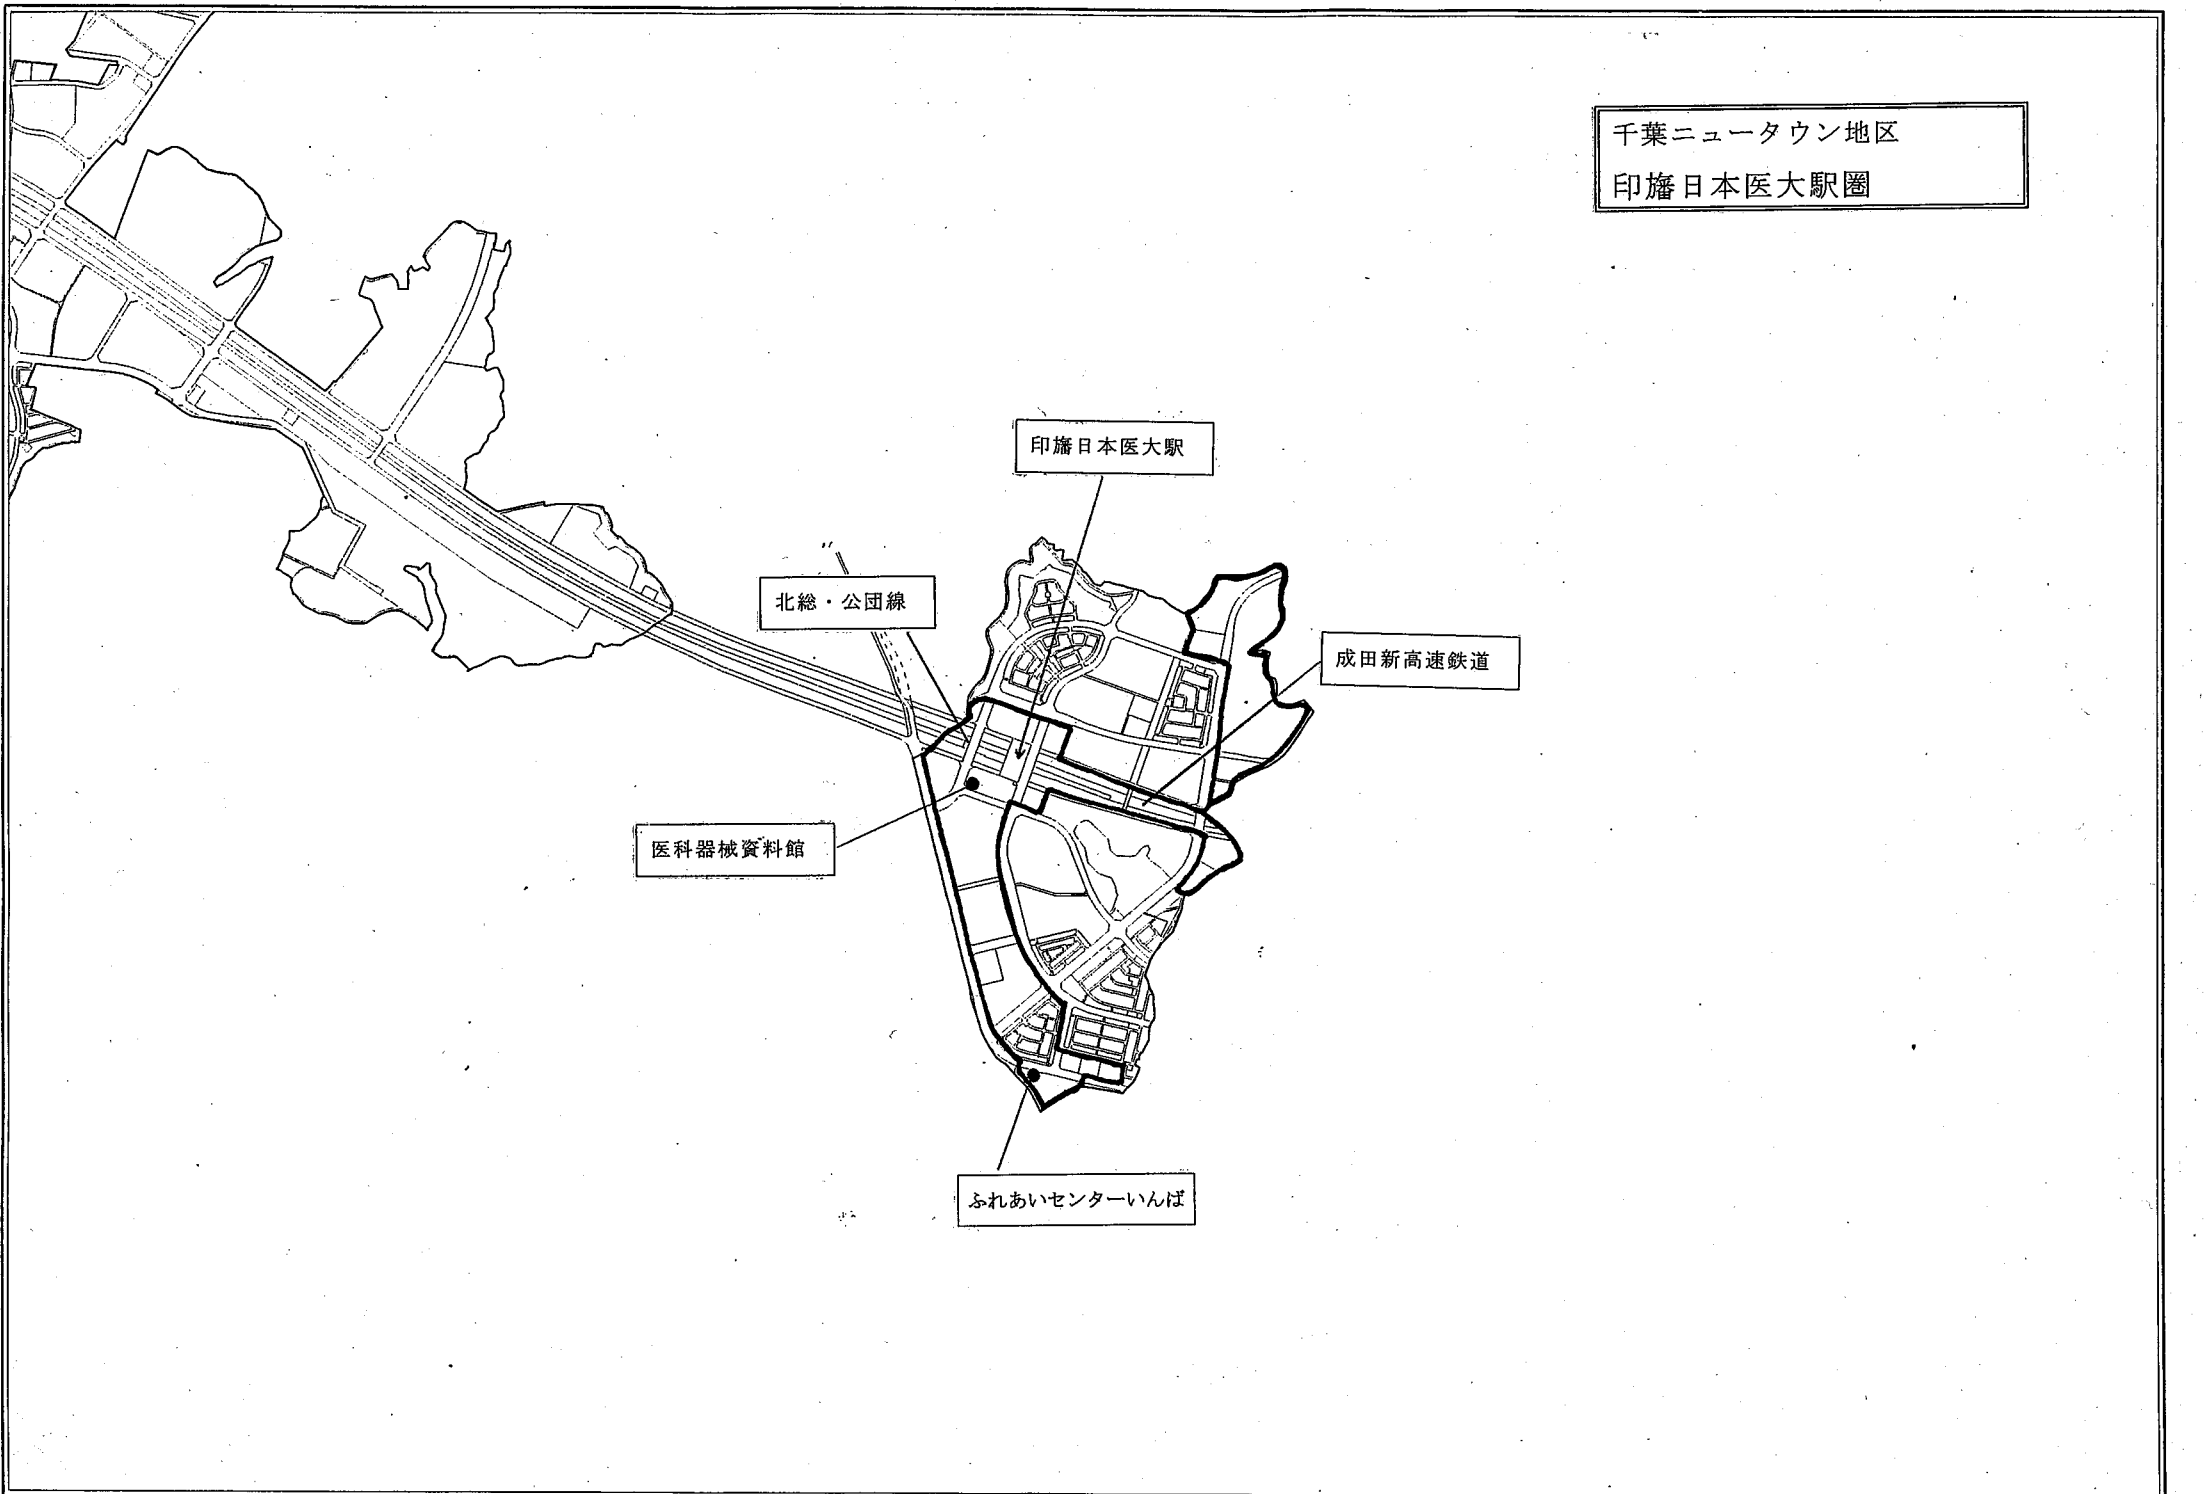 千葉ニュータウン地区
印旛日本医大駅圏
印旛日本医大駅
北総・公団線
成田新高速鉄道
医科器械資料館
ふれあいセンターいんば